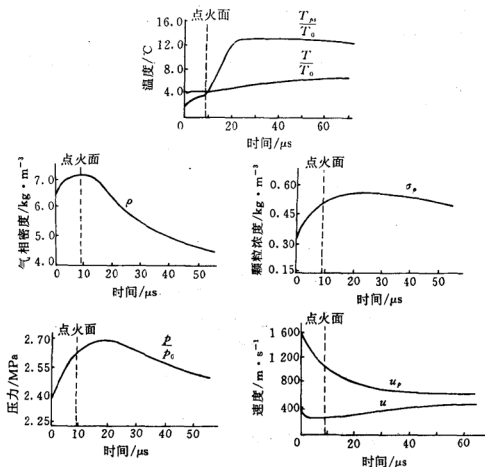 点火面
T_ps/T_0
T/T_0
温度/℃
16.0
12.0
8.0
4.0
0
20
40
60
时间/μs
点火面
ρ
气相密度/kg·m⁻³
7.0
6.0
5.0
4.0
0
10
20
30
40
50
时间/μs
点火面
σ_p
颗粒浓度/kg·m⁻³
0.60
0.45
0.30
0.15
0
10
20
30
40
50
时间/μs
点火面
p/p_0
压力/MPa
2.70
2.55
2.40
2.25
0
10
20
30
40
50
时间/μs
点火面
u_p
u
速度/m·s⁻¹
1 600
1 200
800
400
0
10
20
30
40
50
60
时间/μs